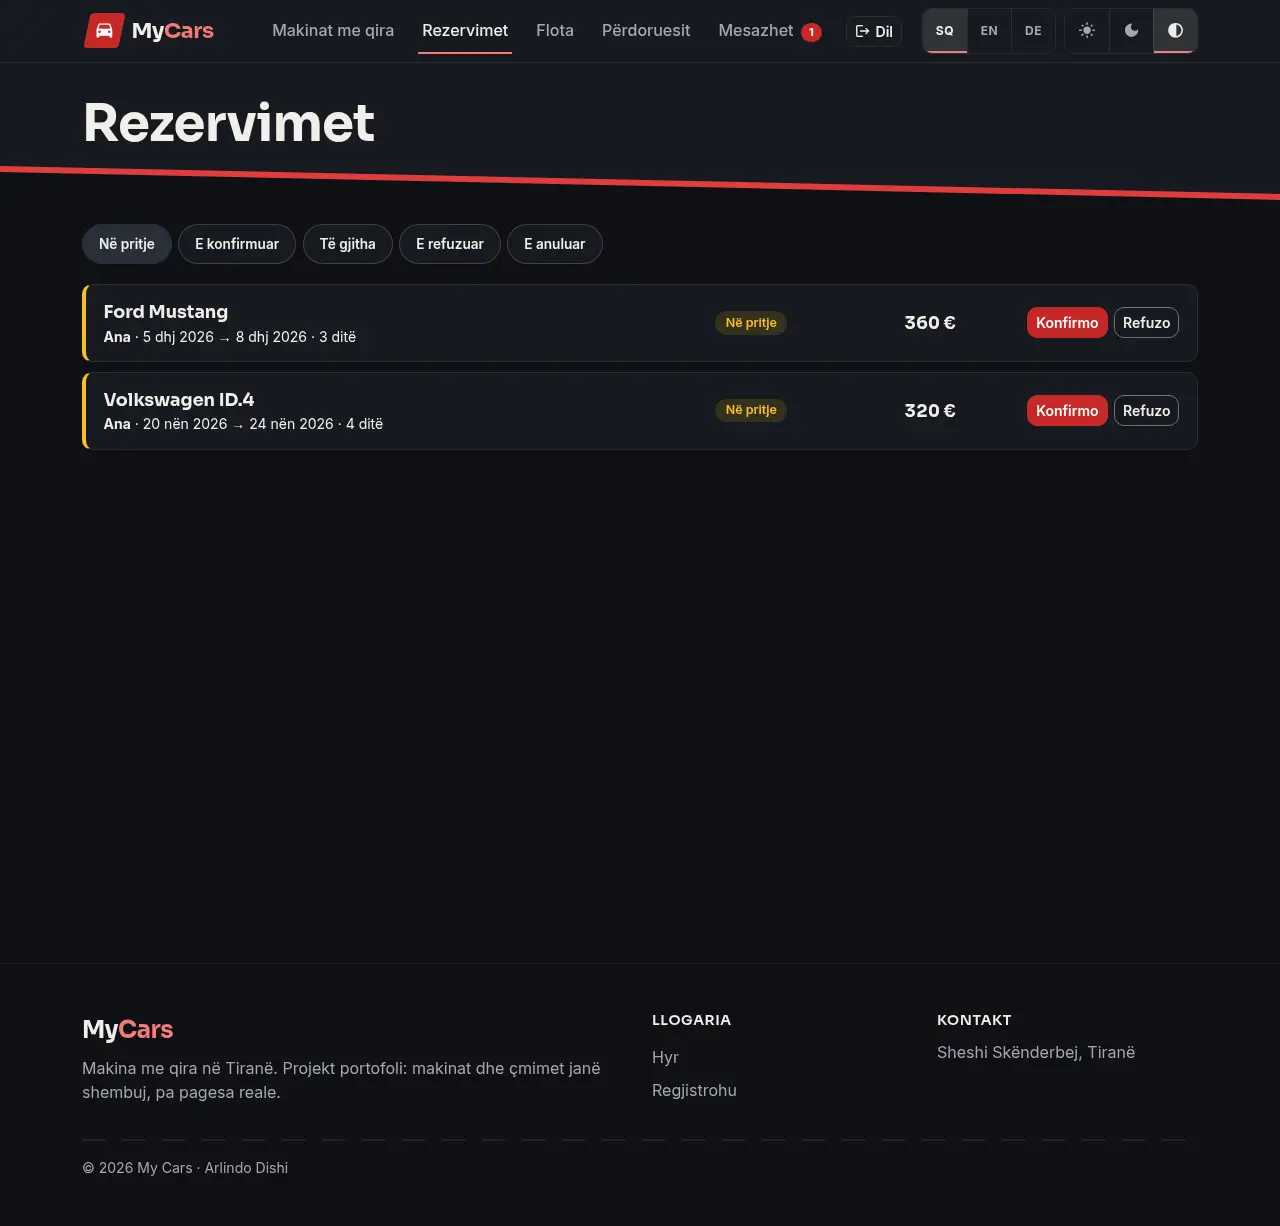 MyCars
Makinat me qira
Rezervimet
Flota
Përdoruesit
Mesazhet 1
Dil
SQ
EN
DE
Rezervimet
Në pritje
E konfirmuar
Të gjitha
E refuzuar
E anuluar
Ford Mustang
Ana · 5 dhj 2026 → 8 dhj 2026 · 3 ditë
Në pritje
360 €
Konfirmo
Refuzo
Volkswagen ID.4
Ana · 20 nën 2026 → 24 nën 2026 · 4 ditë
Në pritje
320 €
Konfirmo
Refuzo
MyCars
Makina me qira në Tiranë. Projekt portofoli: makinat dhe çmimet janë
shembuj, pa pagesa reale.
LLOGARIA
Hyr
Regjistrohu
KONTAKT
Sheshi Skënderbej, Tiranë
© 2026 My Cars · Arlindo Dishi